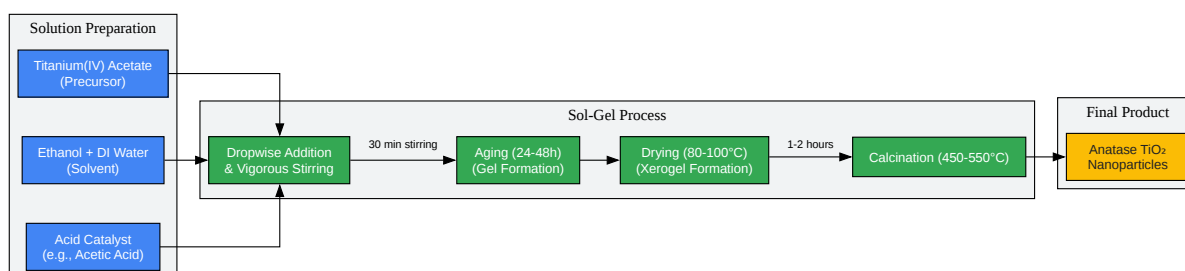 Solution Preparation
Titanium(IV) Acetate
(Precursor)
Ethanol + DI Water
(Solvent)
Acid Catalyst
(e.g., Acetic Acid)
Sol-Gel Process
Dropwise Addition
& Vigorous Stirring
30 min stirring
Aging (24-48h)
(Gel Formation)
Drying (80-100°C)
(Xerogel Formation)
1-2 hours
Calcination (450-550°C)
Final Product
Anatase TiO₂
Nanoparticles